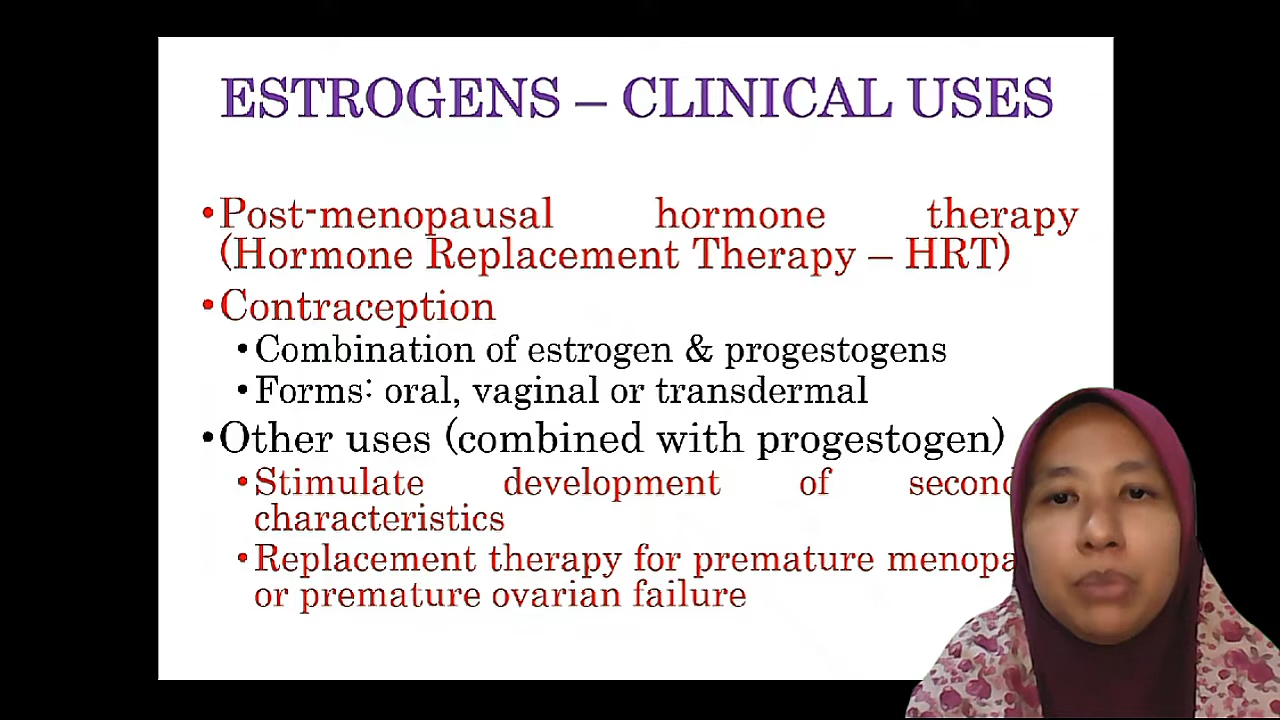 ESTROGENS – CLINICAL USES
•Post-menopausal hormone therapy
(Hormone Replacement Therapy – HRT)
•Contraception
•Combination of estrogen & progestogens
•Forms: oral, vaginal or transdermal
•Other uses (combined with progestogen)
•Stimulate development of
characteristics
•Replacement therapy for premature
or premature ovarian failure